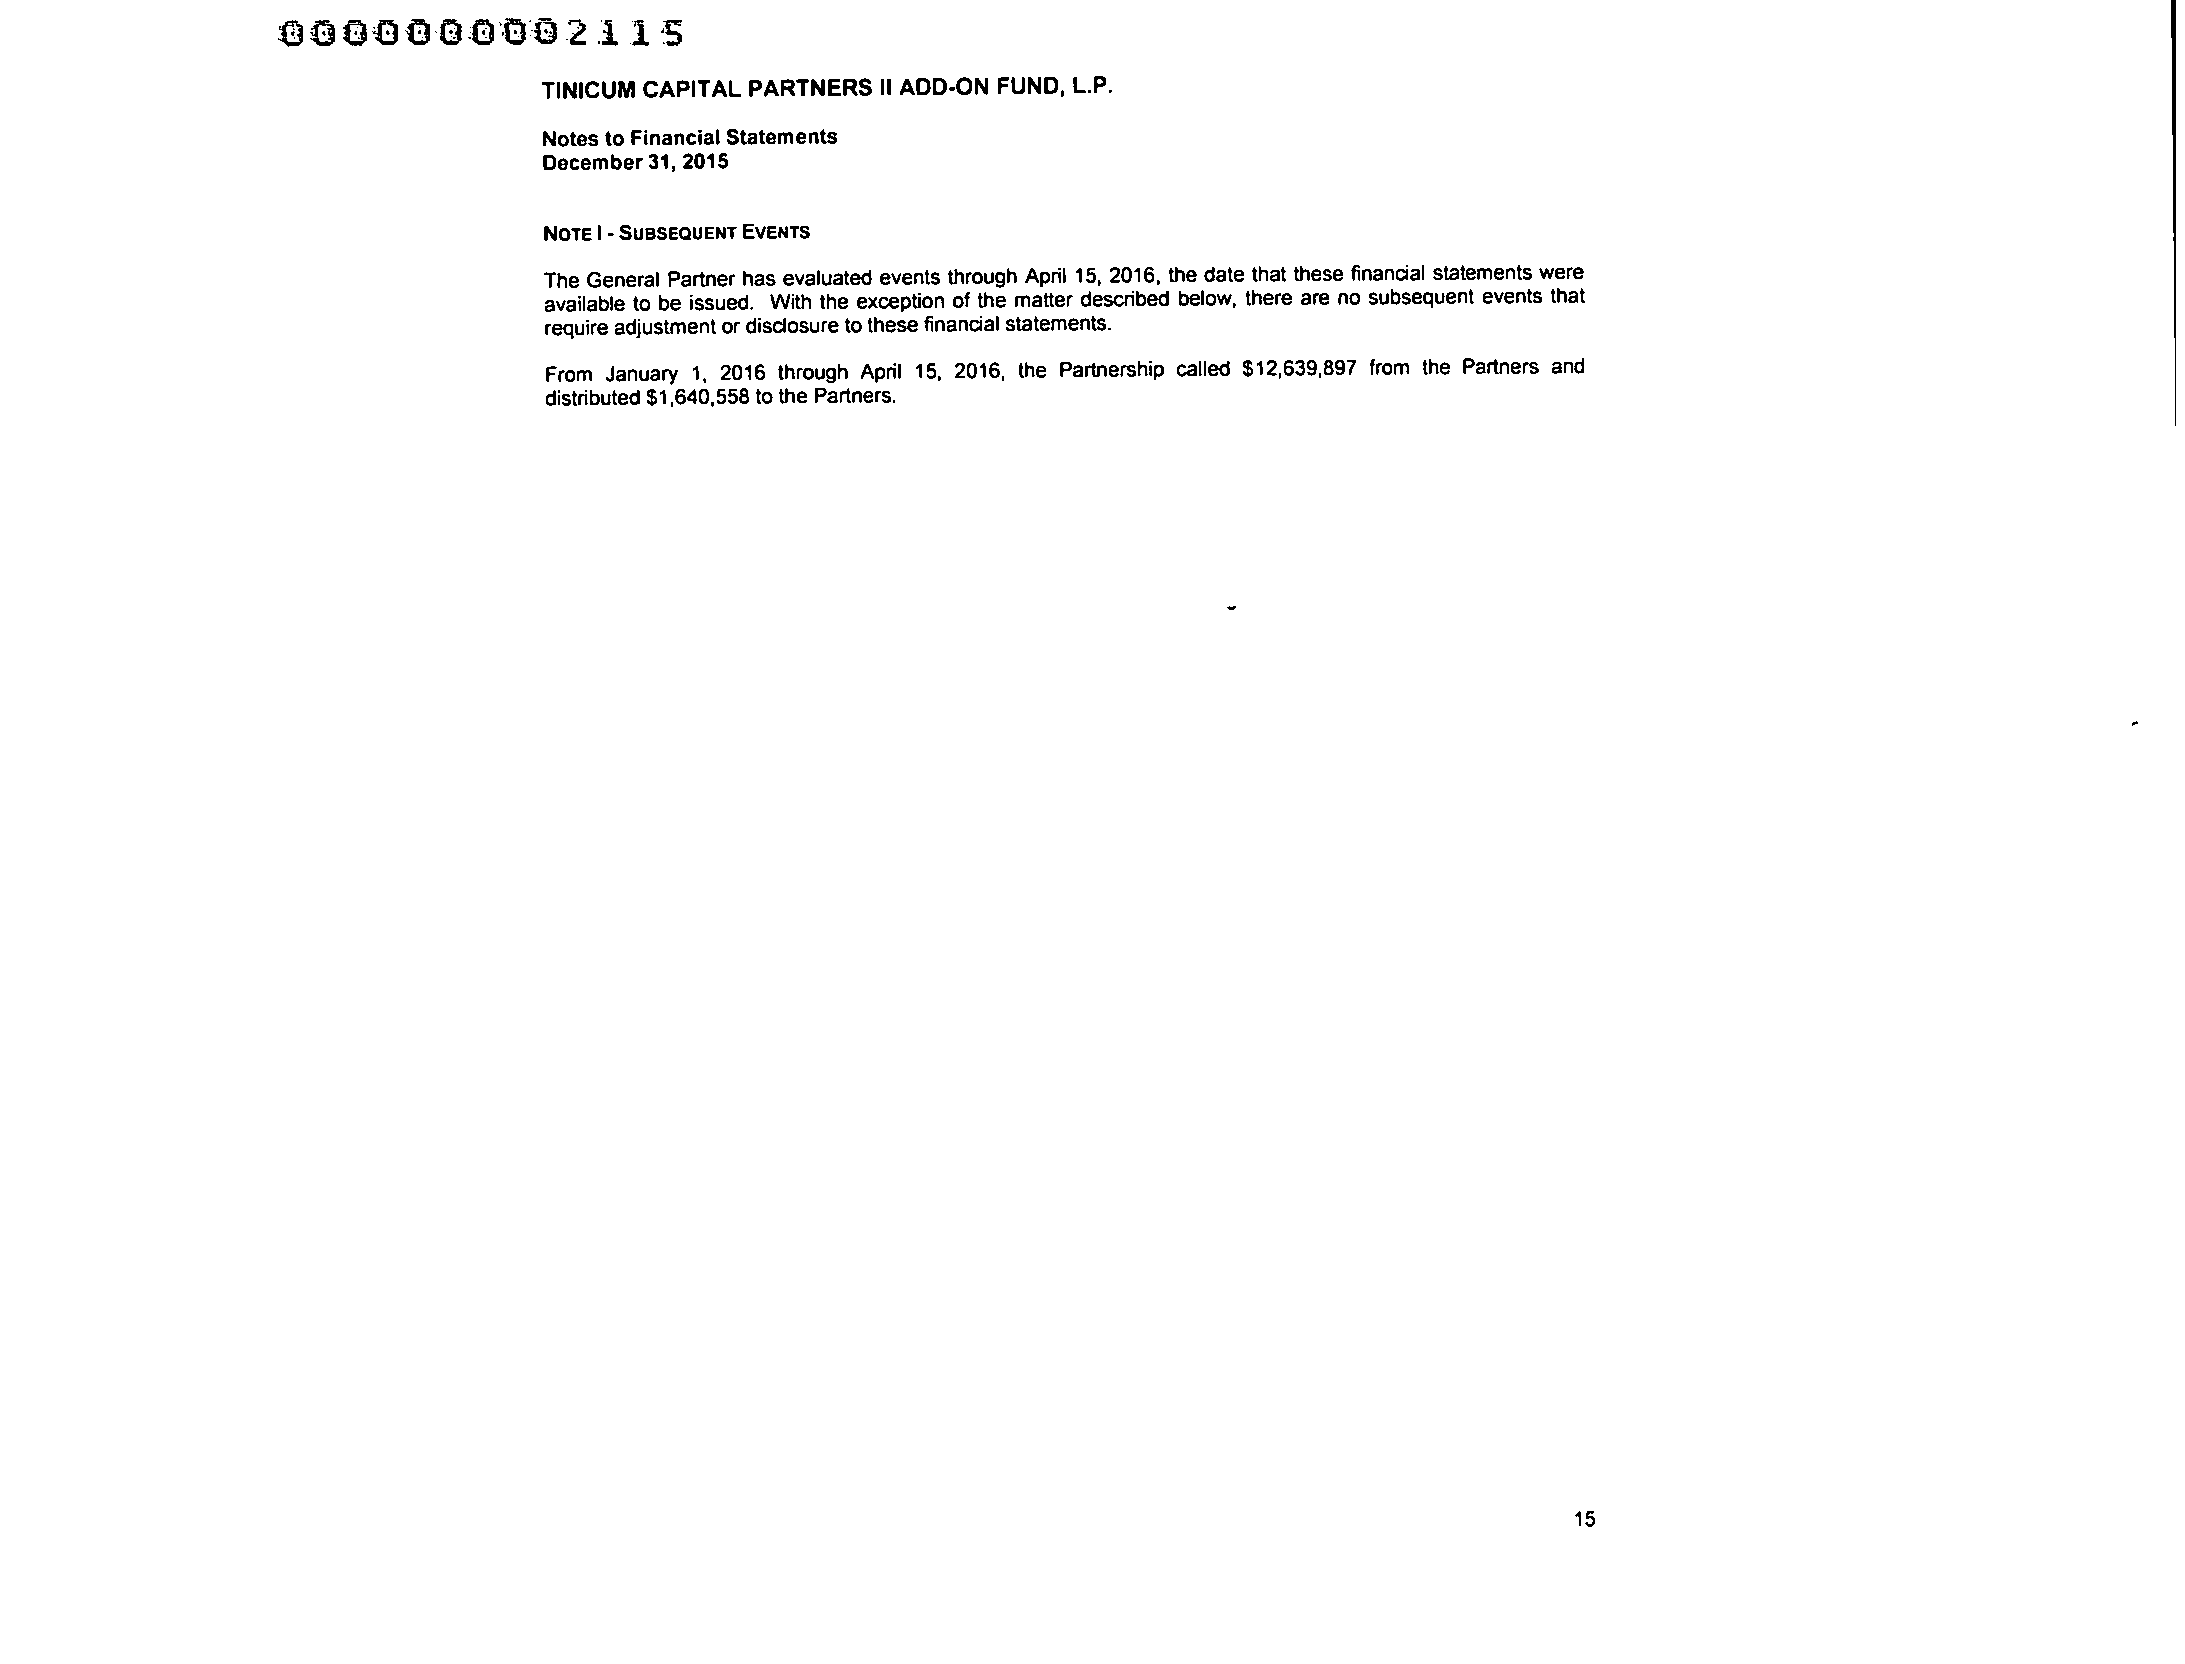 0000000002115
TINICUM CAPITAL PARTNERS II ADD-ON FUND, L.P.
Notes to Financial Statements
December 31, 2015
NOTE I - SUBSEQUENT EVENTS
The General Partner has evaluated events through April 15, 2016, the date that these financial statements were
available to be issued. With the exception of the matter described below, there are no subsequent events that
require adjustment or disclosure to these financial statements.
From January 1, 2016 through April 15, 2016, the Partnership called $12,639,897 from the Partners and
distributed $1,640,558 to the Partners.
15